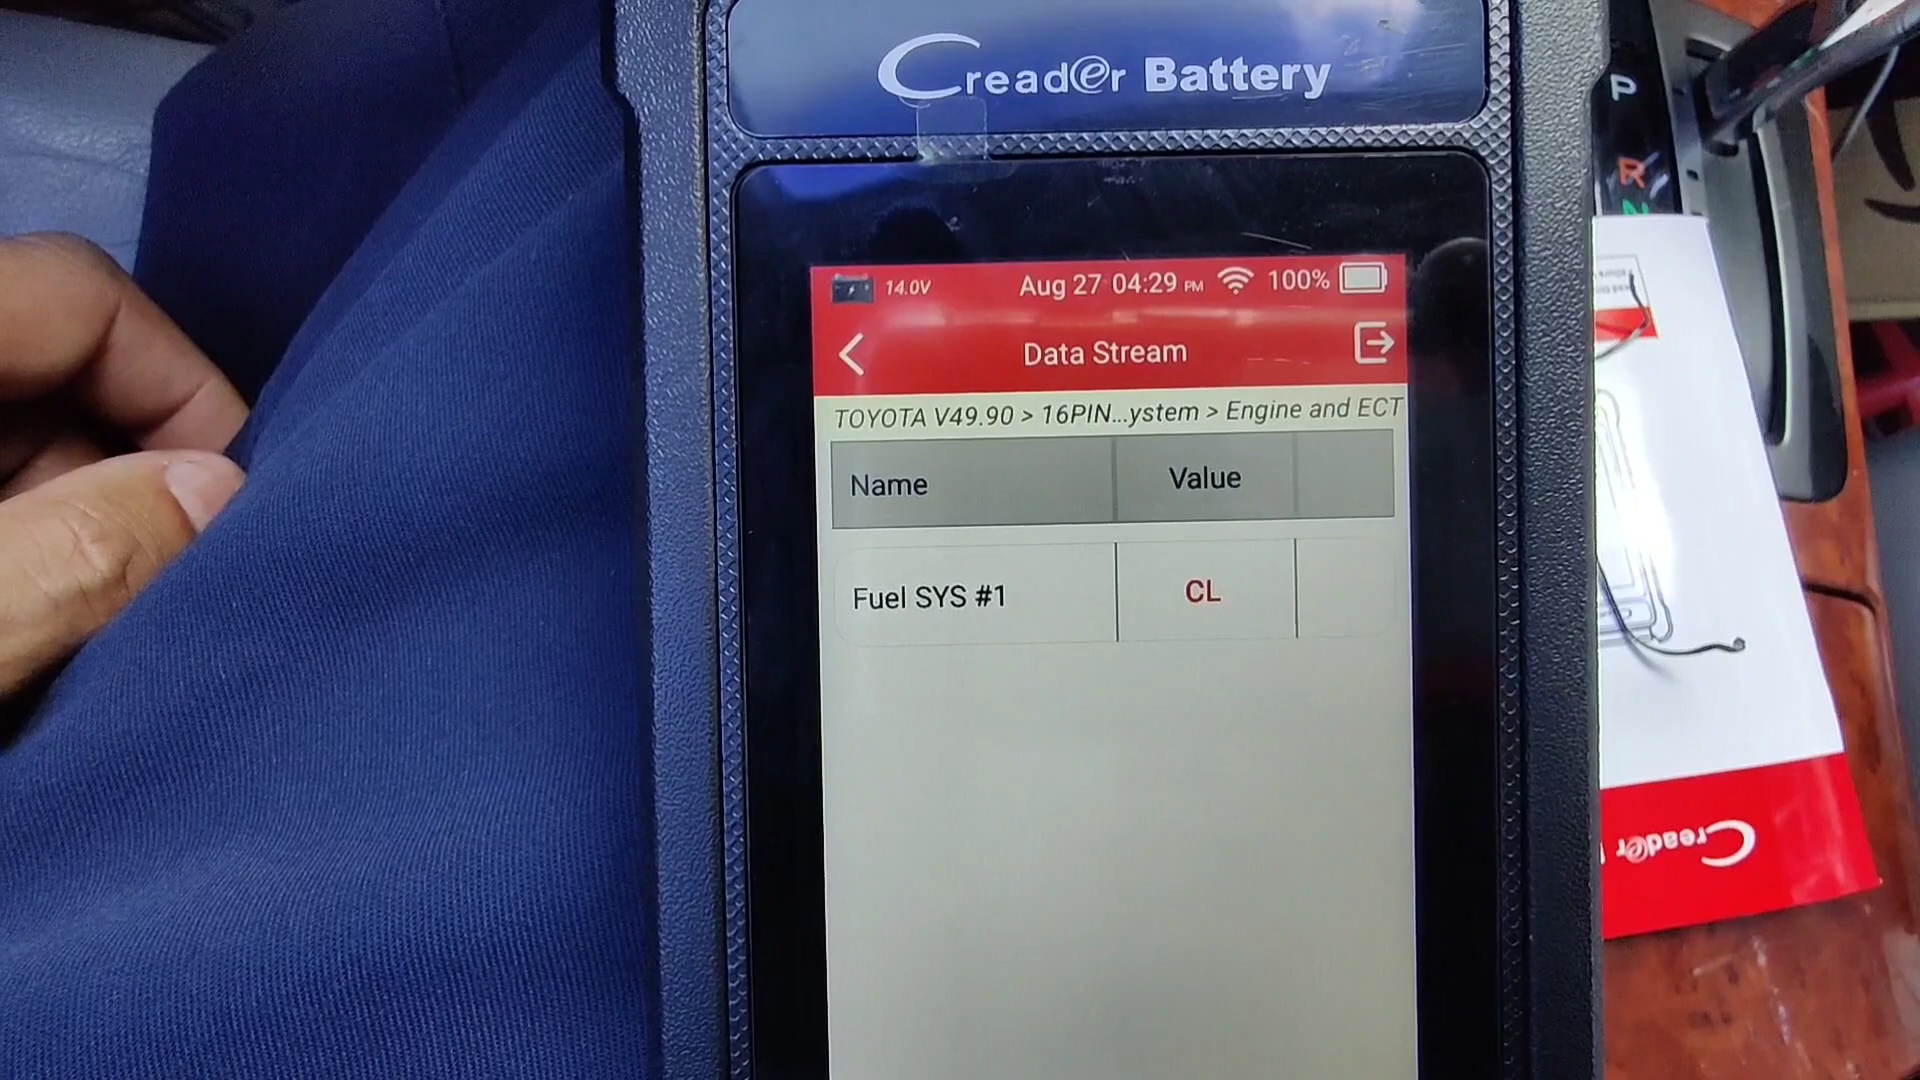 Creader Battery
P
R
N
14.0V Aug 27 04:29 PM 100%
Data Stream
TOYOTA V49.90 > 16PIN...ystem > Engine and ECT
Name Value
Fuel SYS #1 CL
Creader